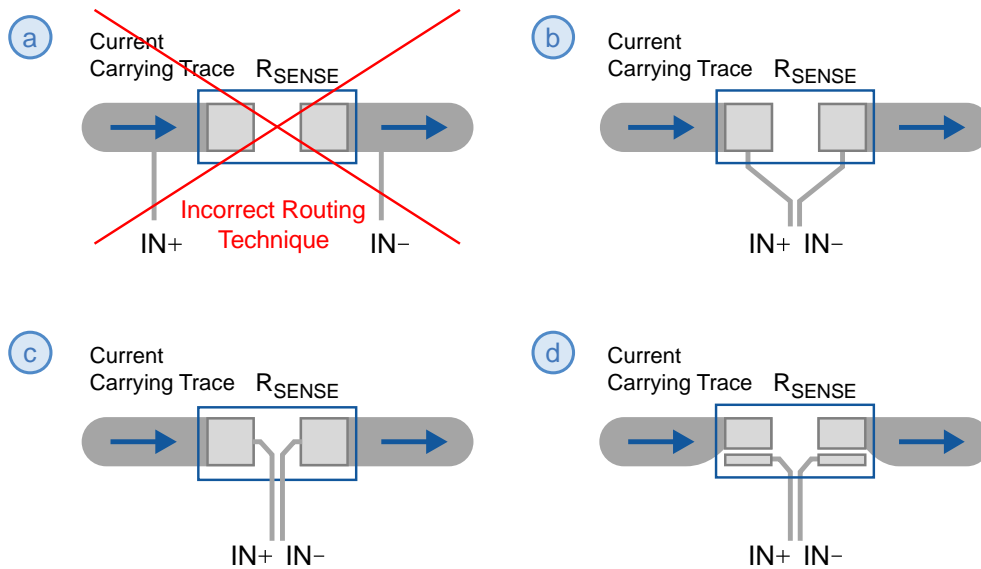 a
Current
Carrying Trace RSENSE
Incorrect Routing
Technique
IN+ IN−
b
Current
Carrying Trace RSENSE
IN+ IN−
c
Current
Carrying Trace RSENSE
IN+ IN−
d
Current
Carrying Trace RSENSE
IN+ IN−